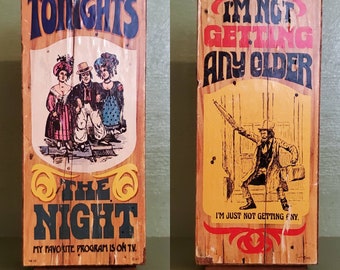 TONIGHTS
THE
NIGHT
MY FAVORITE PROGRAM IS ON TV.
I'M NOT
GETTING
ANY OLDER
I'M JUST NOT GETTING ANY.